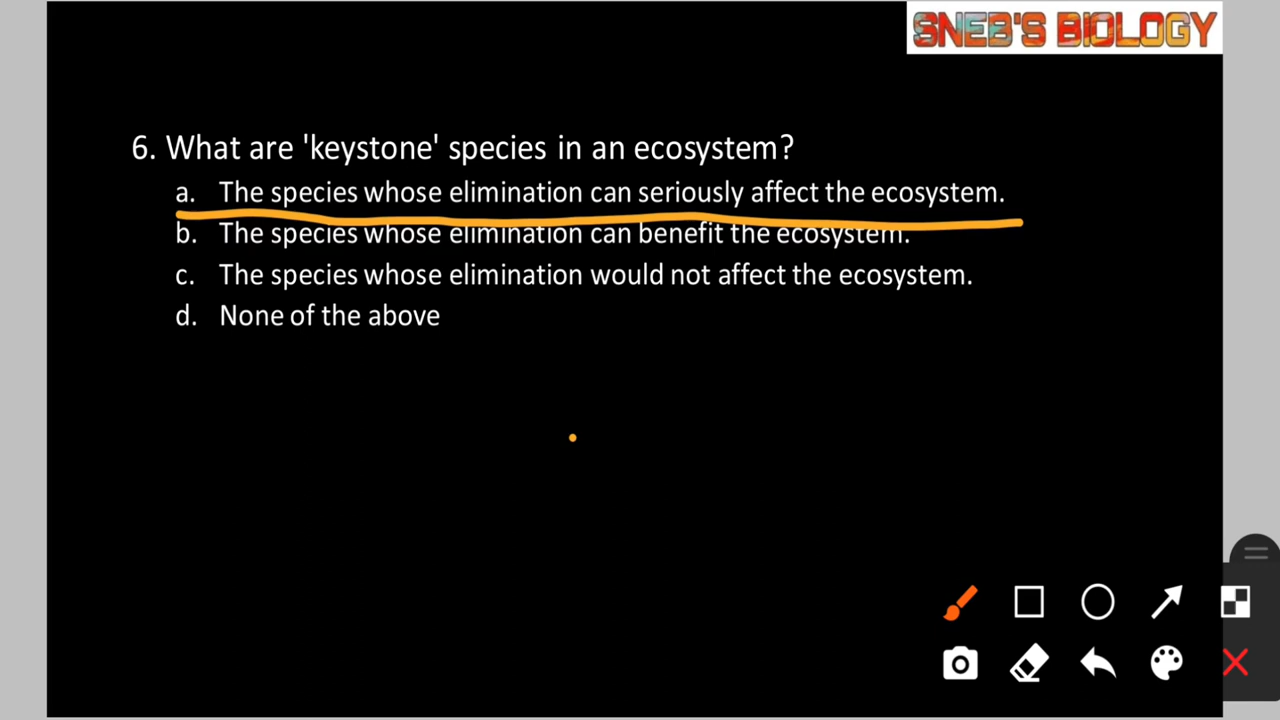 SNEB'S BIOLOGY
6. What are 'keystone' species in an ecosystem?
a. The species whose elimination can seriously affect the ecosystem.
b. The species whose elimination can benefit the ecosystem.
c. The species whose elimination would not affect the ecosystem.
d. None of the above